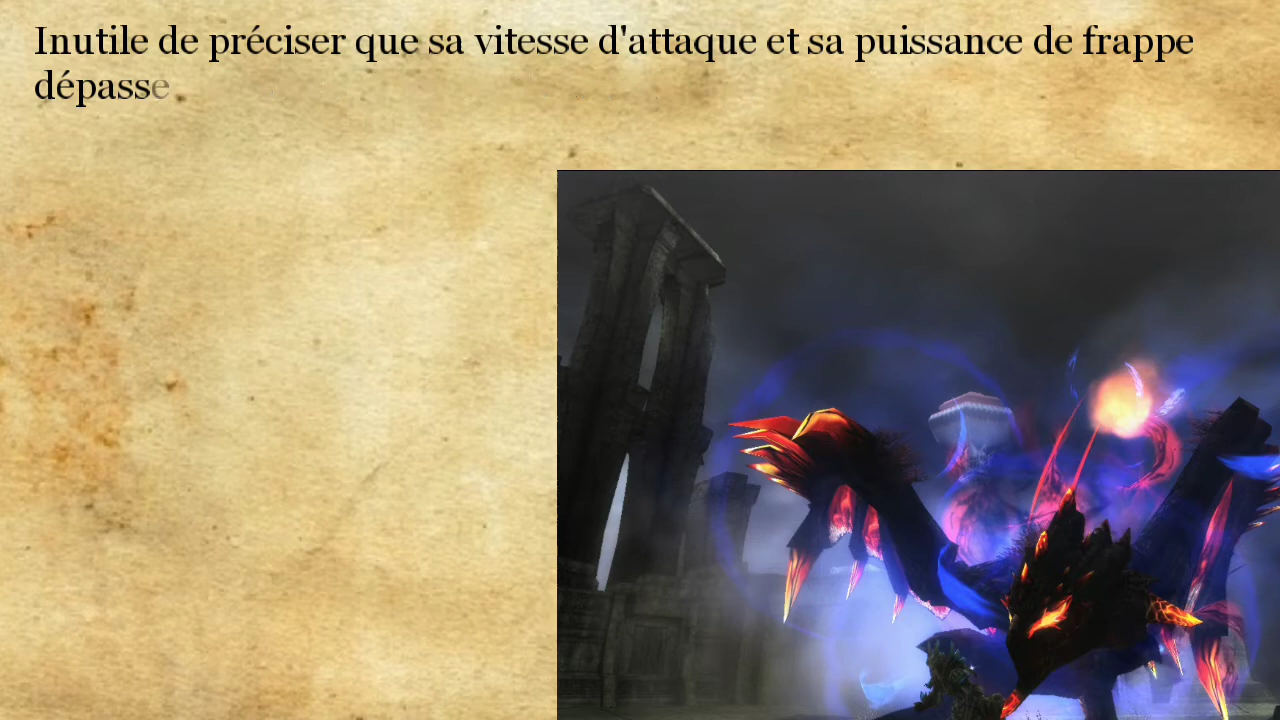 Inutile de préciser que sa vitesse d'attaque et sa puissance de frappe
dépasse